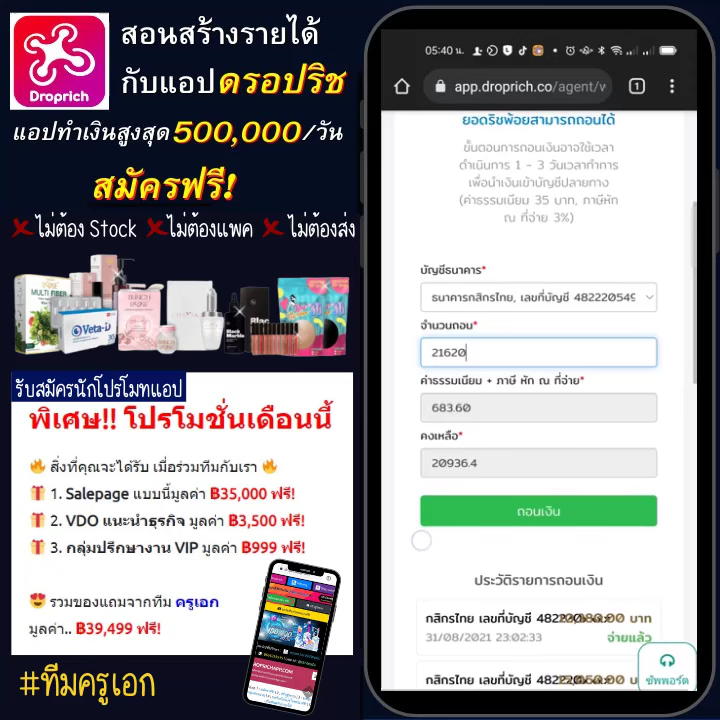 Droprich
สอนสร้างรายได้
กับแอปดรอปริช
แอปทำเงินสูงสุด 500,000/วัน
สมัครฟรี!
ไม่ต้อง Stock ไม่ต้องแพค ไม่ต้องส่ง
MULTI FIBER
Veta-D
Black Marble
รับสมัครนักโปรโมทแอป
พิเศษ!! โปรโมชั่นเดือนนี้
สิ่งที่คุณจะได้รับ เมื่อร่วมทีมกับเรา
1. Salepage แบบนี้มูลค่า ฿35,000 ฟรี!
2. VDO แนะนำธุรกิจ มูลค่า ฿3,500 ฟรี!
3. กลุ่มปรึกษางาน VIP มูลค่า ฿999 ฟรี!
รวมของแถมจากทีม ครูเอก
มูลค่า.. ฿39,499 ฟรี!
#ทีมครูเอก
05:40 น.
app.droprich.co/agent/w
1
ยอดริชพ้อยสามารถถอนได้
ขั้นตอนการถอนเงินอาจใช้เวลา
ดำเนินการ 1 - 3 วันเวลาทำการ
เพื่อนำเงินเข้าบัญชีปลายทาง
(ค่าธรรมเนียม 35 บาท, ภาษีหัก
ณ ที่จ่าย 3%)
บัญชีธนาคาร*
ธนาคารกสิกรไทย, เลขที่บัญชี 482220549
จำนวนถอน*
21620
ค่าธรรมเนียม + ภาษี หัก ณ ที่จ่าย*
683.60
คงเหลือ*
20936.4
ถอนเงิน
ประวัติรายการถอนเงิน
กสิกรไทย เลขที่บัญชี 48222 บาท
31/08/2021 23:02:33 จ่ายแล้ว
กสิกรไทย เลขที่บัญชี 48222
ซัพพอร์ต